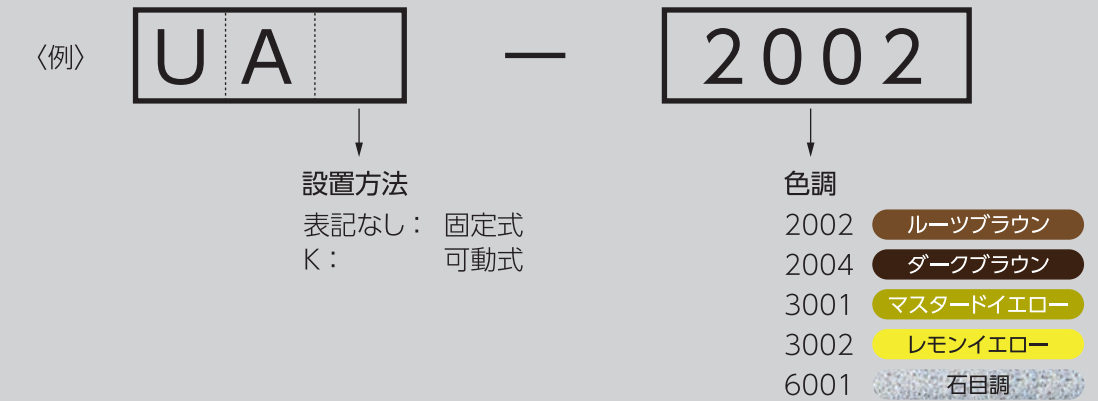 〈例〉 UA ― 2002
設置方法
表記なし： 固定式
K： 可動式
色調
2002 ルーツブラウン
2004 ダークブラウン
3001 マスタードイエロー
3002 レモンイエロー
6001 石目調